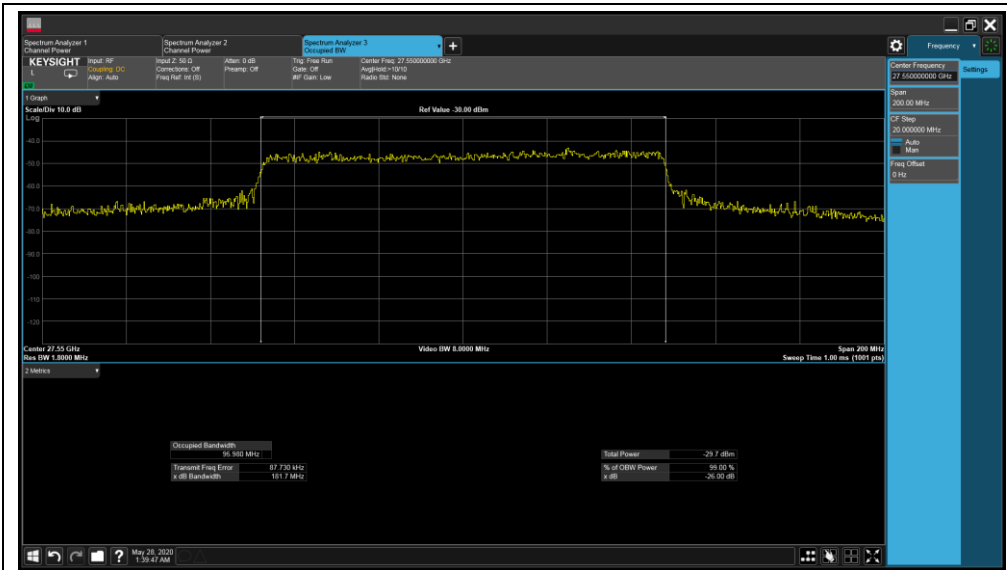 Spectrum Analyzer 1
Channel Power
Spectrum Analyzer 2
Channel Power
Spectrum Analyzer 3
Occupied BW
Frequency
KEYSIGHT
L
Input: RF
Coupling: DC
Align: Auto
Input Z: 50 Ω
Corrections: Off
Freq Ref: Int (S)
Atten: 0 dB
Preamp: Off
Trig: Free Run
Gate: Off
#IF Gain: Low
Center Freq: 27.550000000 GHz
Avg|Hold:>10/10
Radio Std: None
Center Frequency
27.550000000 GHz
Settings
Span
200.00 MHz
CF Step
20.000000 MHz
Auto
Man
Freq Offset
0 Hz
1 Graph
Scale/Div 10.0 dB
Ref Value -30.00 dBm
Log
-40.0
-50.0
-60.0
-70.0
-80.0
-90.0
-100
-110
-120
Center 27.55 GHz
Video BW 8.0000 MHz
Span 200 MHz
Res BW 1.8000 MHz
Sweep Time 1.00 ms (1001 pts)
2 Metrics
Occupied Bandwidth
96.980 MHz
Total Power -29.7 dBm
Transmit Freq Error 87.730 kHz
% of OBW Power 99.00 %
x dB Bandwidth 181.7 MHz
x dB -26.00 dB
?
May 28, 2020
1:39:47 AM